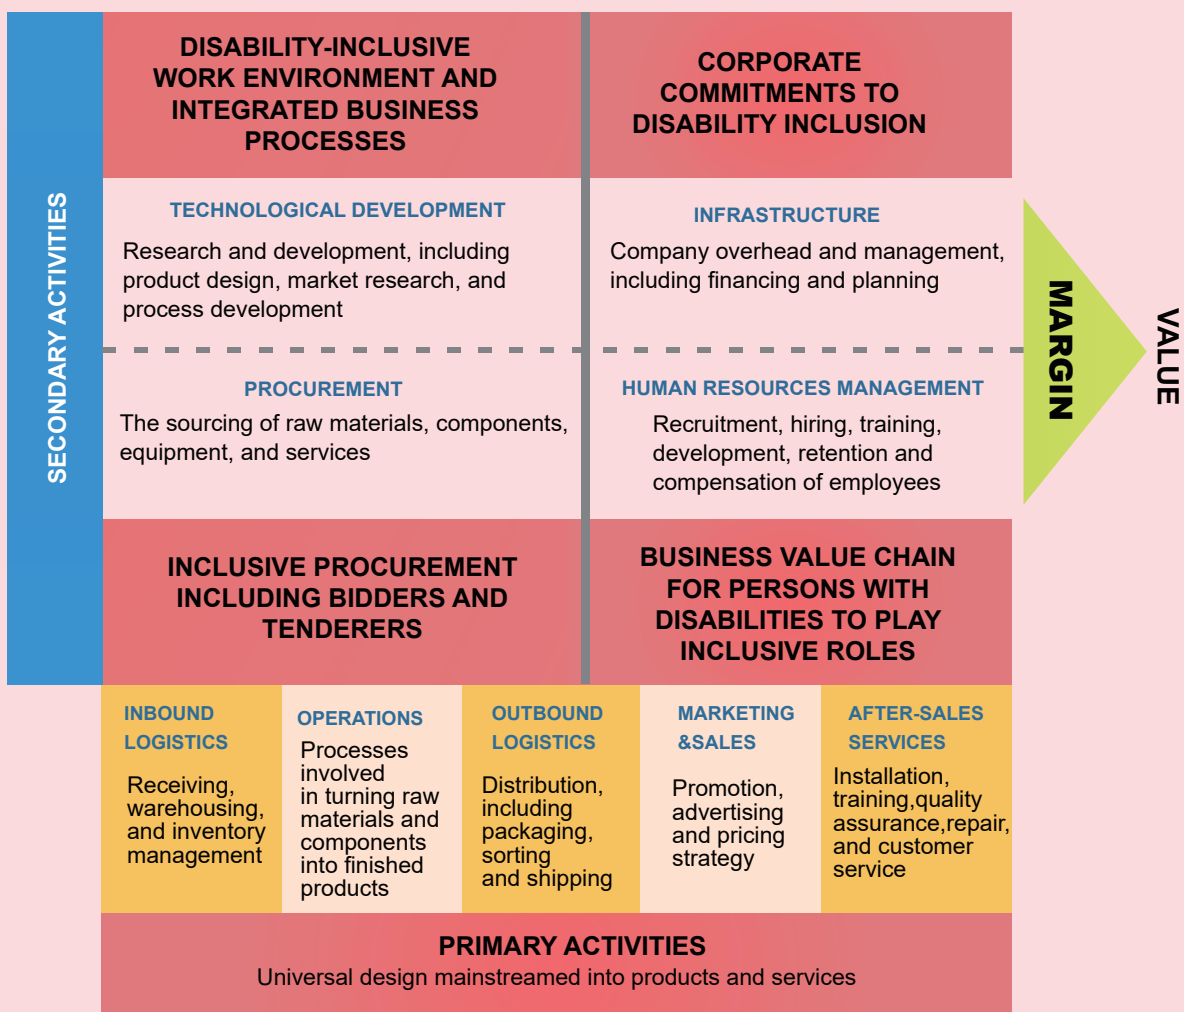 DISABILITY-INCLUSIVE
WORK ENVIRONMENT AND
INTEGRATED BUSINESS
PROCESSES
CORPORATE
COMMITMENTS TO
DISABILITY INCLUSION
SECONDARY ACTIVITIES
TECHNOLOGICAL DEVELOPMENT
Research and development, including
product design, market research, and
process development
INFRASTRUCTURE
Company overhead and management,
including financing and planning
PROCUREMENT
The sourcing of raw materials, components,
equipment, and services
HUMAN RESOURCES MANAGEMENT
Recruitment, hiring, training,
development, retention and
compensation of employees
MARGIN
VALUE
INCLUSIVE PROCUREMENT
INCLUDING BIDDERS AND
TENDERERS
BUSINESS VALUE CHAIN
FOR PERSONS WITH
DISABILITIES TO PLAY
INCLUSIVE ROLES
INBOUND
LOGISTICS
Receiving,
warehousing,
and inventory
management
OPERATIONS
Processes
involved
in turning raw
materials and
components
into finished
products
OUTBOUND
LOGISTICS
Distribution,
including
packaging,
sorting
and shipping
MARKETING
&SALES
Promotion,
advertising
and pricing
strategy
AFTER-SALES
SERVICES
Installation,
training,quality
assurance,repair,
and customer
service
PRIMARY ACTIVITIES
Universal design mainstreamed into products and services